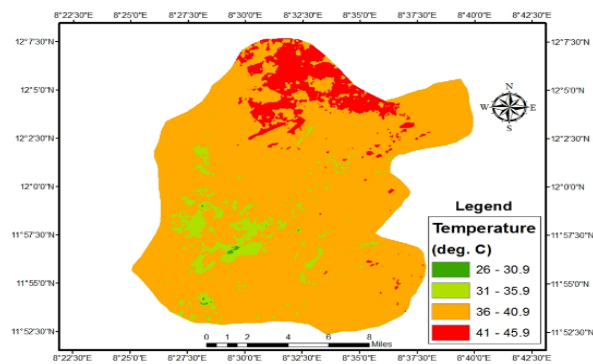 8°22'30"E 8°25'0"E 8°27'30"E 8°30'0"E 8°32'30"E 8°35'0"E 8°37'30"E 8°40'0"E 8°42'30"E
12°7'30"N 12°7'30"N
N
12°5'0"N W E 12°5'0"N
S
12°2'30"N 12°2'30"N
12°0'0"N 12°0'0"N
Legend
Temperature
11°57'30"N 11°57'30"N
(deg. C)
26 - 30.9
31 - 35.9
11°55'0"N 11°55'0"N
36 - 40.9
41 - 45.9
11°52'30"N 11°52'30"N
0 1 2 4 6 8
Miles
8°22'30"E 8°25'0"E 8°27'30"E 8°30'0"E 8°32'30"E 8°35'0"E 8°37'30"E 8°40'0"E 8°42'30"E